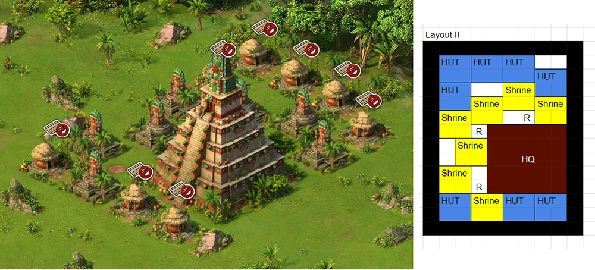 Layout II
HUT HUT HUT
HUT
HUT Shrine
Shrine Shrine
Shrine R
R
Shrine HQ
Shrine
R
HUT Shrine HUT HUT